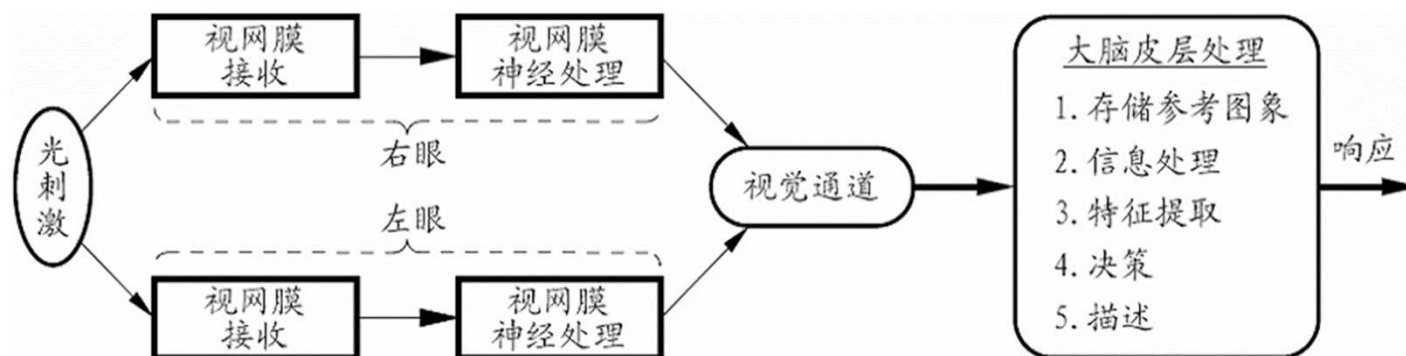 光刺激
视网膜
接收
视网膜
神经处理
右眼
左眼
视网膜
接收
视网膜
神经处理
视觉通道
大脑皮层处理
1.存储参考图象
2.信息处理
3.特征提取
4.决策
5.描述
响应